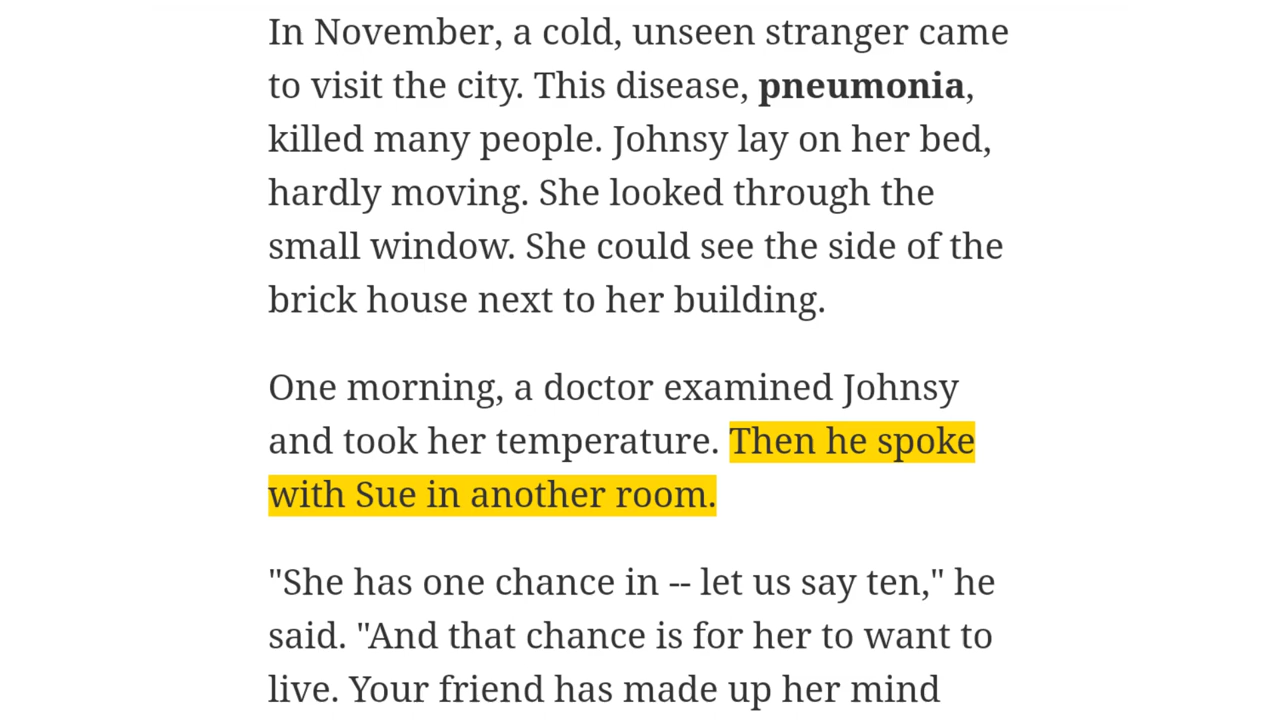 In November, a cold, unseen stranger came
to visit the city. This disease, pneumonia,
killed many people. Johnsy lay on her bed,
hardly moving. She looked through the
small window. She could see the side of the
brick house next to her building.
One morning, a doctor examined Johnsy
and took her temperature. Then he spoke
with Sue in another room.
"She has one chance in -- let us say ten," he
said. "And that chance is for her to want to
live. Your friend has made up her mind